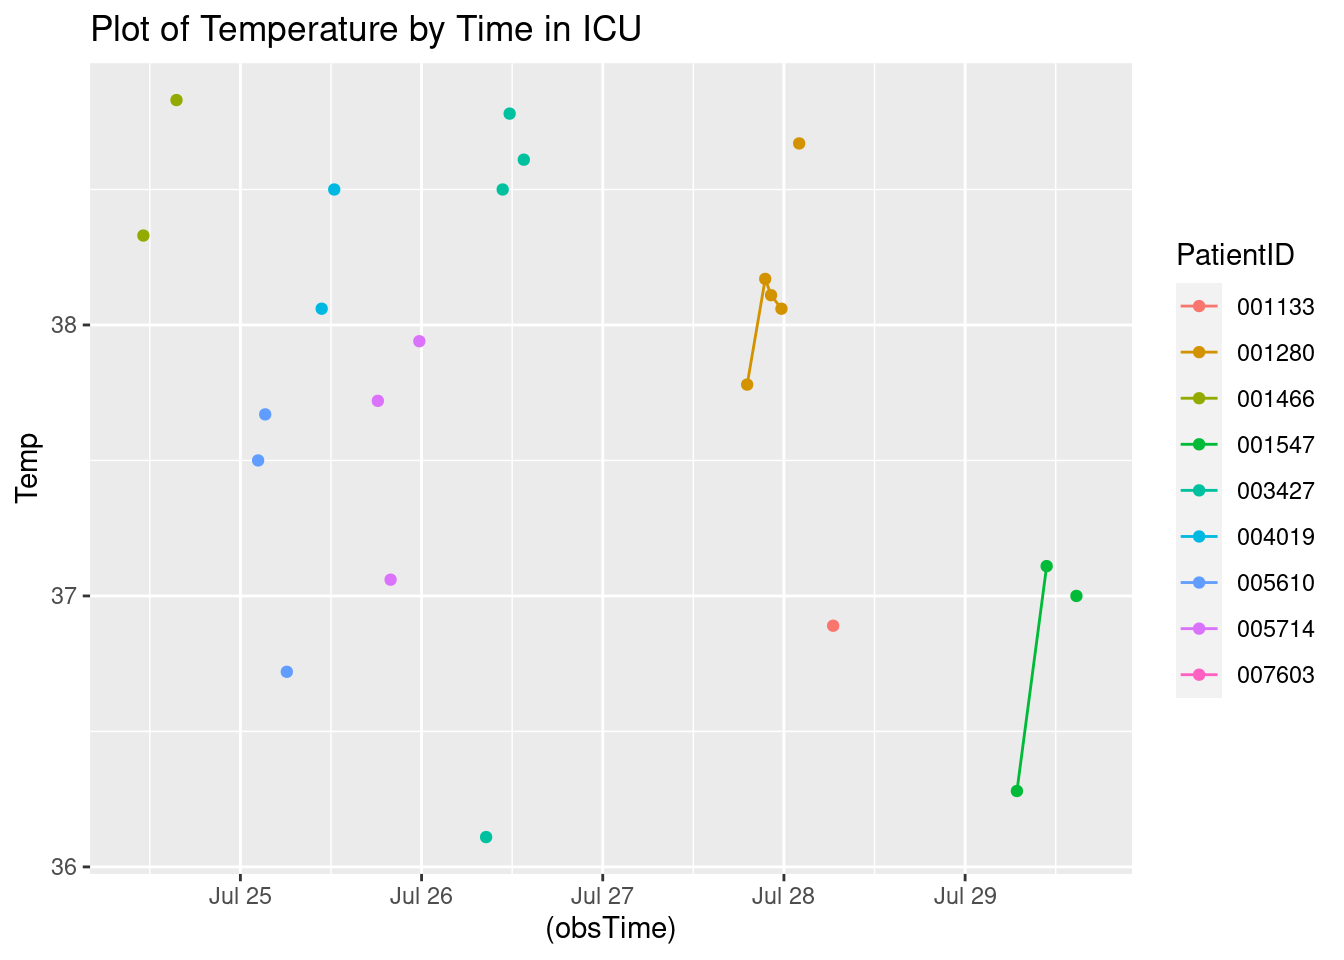 Plot of Temperature by Time in ICU
Temp
38
37
36
Jul 25
Jul 26
Jul 27
Jul 28
Jul 29
(obsTime)
PatientID
001133
001280
001466
001547
003427
004019
005610
005714
007603